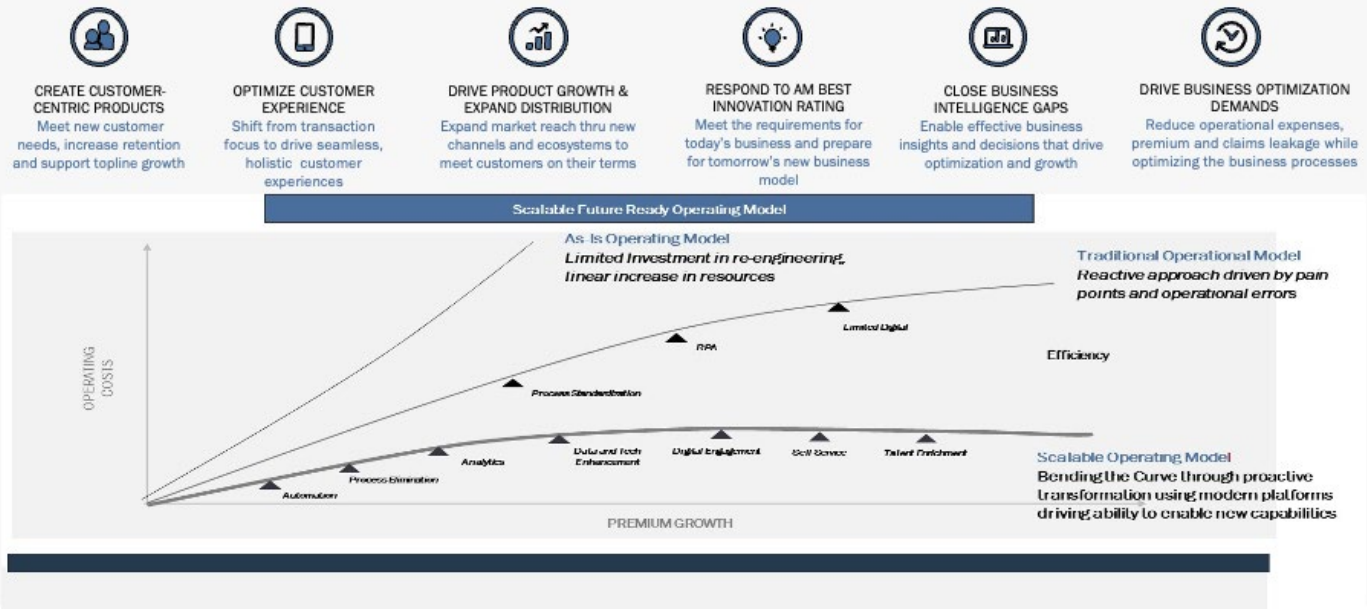 CREATE CUSTOMER-
CENTRIC PRODUCTS
Meet new customer
needs, increase retention
and support topline growth
OPTIMIZE CUSTOMER
EXPERIENCE
Shift from transaction
focus to drive seamless,
holistic customer
experiences
DRIVE PRODUCT GROWTH &
EXPAND DISTRIBUTION
Expand market reach thru new
channels and ecosystems to
meet customers on their terms
RESPOND TO AM BEST
INNOVATION RATING
Meet the requirements for
today's business and prepare
for tomorrow's new business
model
CLOSE BUSINESS
INTELLIGENCE GAPS
Enable effective business
insights and decisions that drive
optimization and growth
DRIVE BUSINESS OPTIMIZATION
DEMANDS
Reduce operational expenses,
premium and claims leakage while
optimizing the business processes
Scalable Future Ready Operating Model
As-Is Operating Model
Limited Investment in re-engineering,
linear increase in resources
Traditional Operational Model
Reactive approach driven by pain
points and operational errors
Limited Digital
RPA
Efficiency
OPERATING
COSTS
Process Standardization
Analytics
Data and Tech
Enhancement
Digital Engagement
Self-Service
Talent Enrichment
Process Elimination
Automation
Scalable Operating Model
Bending the Curve through proactive
transformation using modern platforms
driving ability to enable new capabilities
PREMIUM GROWTH